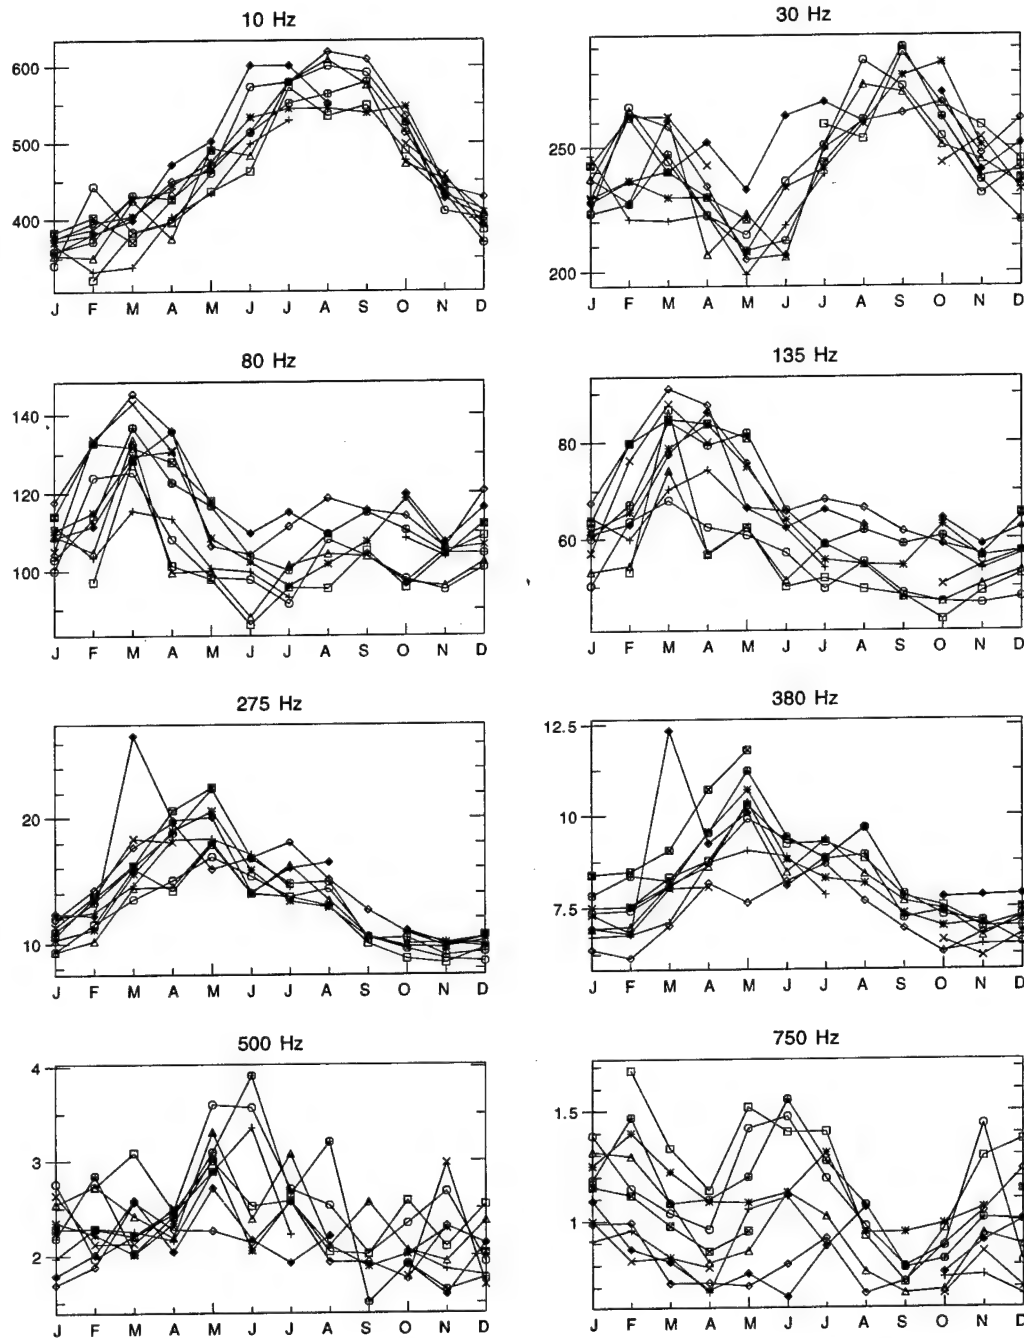 10 Hz
30 Hz
600
500
400
J F M A M J J A S O N D
250
200
J F M A M J J A S O N D
80 Hz
135 Hz
140
120
100
J F M A M J J A S O N D
80
60
J F M A M J J A S O N D
275 Hz
380 Hz
20
10
J F M A M J J A S O N D
12.5
10
7.5
J F M A M J J A S O N D
500 Hz
750 Hz
4
3
2
J F M A M J J A S O N D
1.5
1
J F M A M J J A S O N D